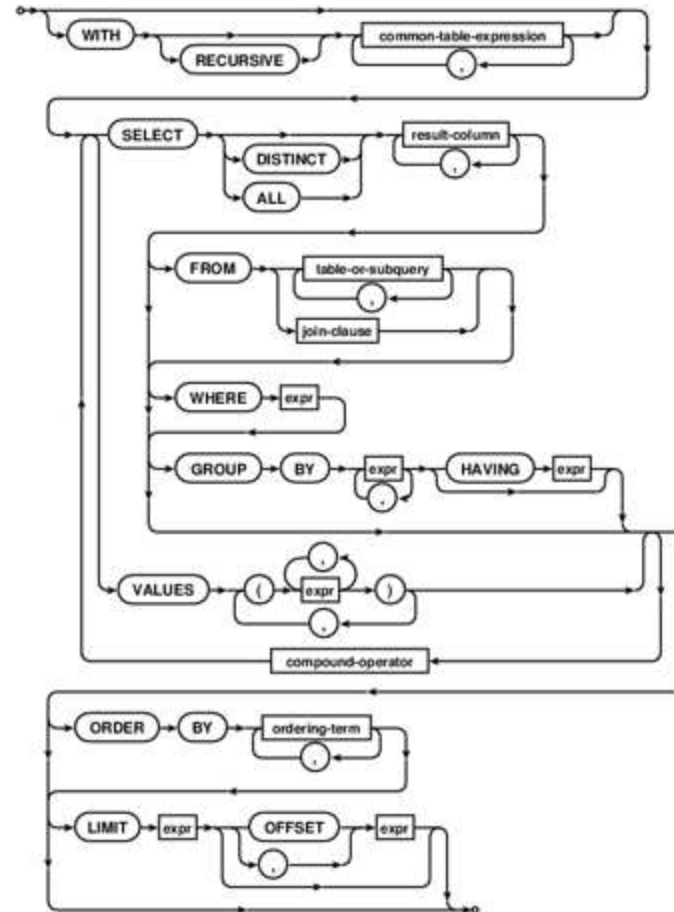 WITH RECURSIVE common-table-expression ,
SELECT DISTINCT ALL result-column ,
FROM table-or-subquery ,
join-clause
WHERE expr
GROUP BY expr , HAVING expr
VALUES ( expr , ) ,
compound-operator
ORDER BY ordering-term ,
LIMIT expr OFFSET , expr